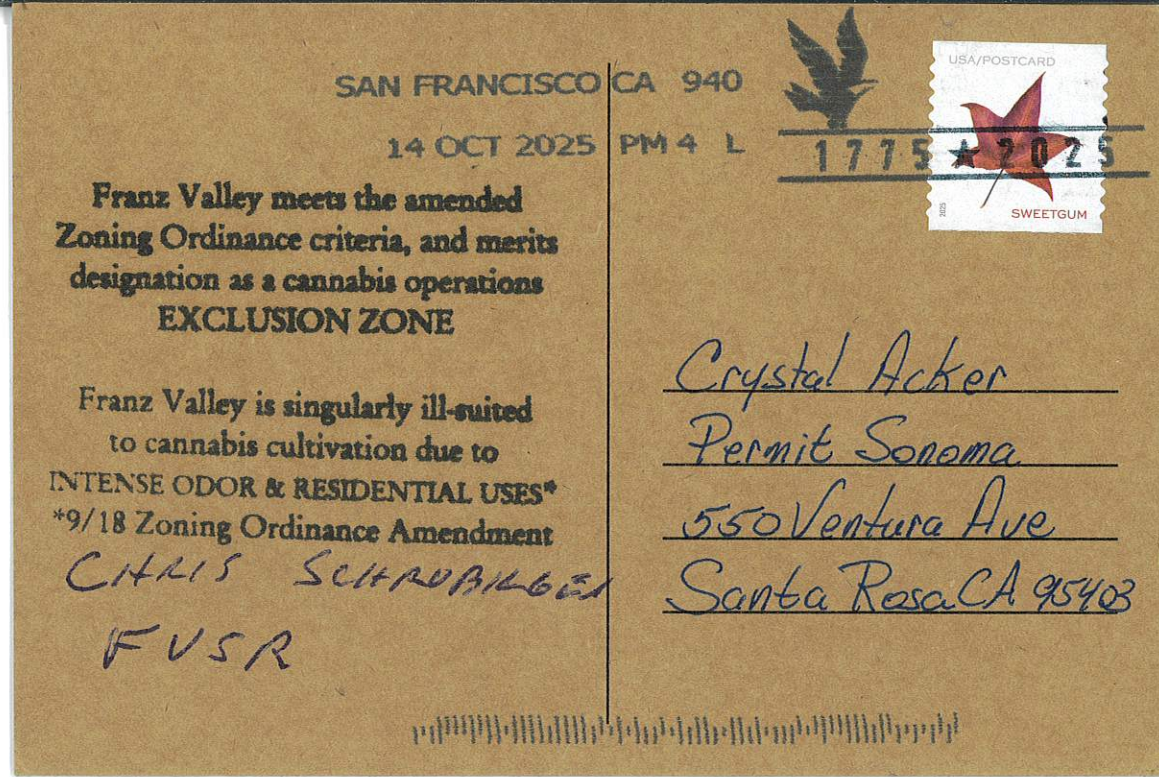 SAN FRANCISCO CA 940
14 OCT 2025 PM 4 L
1775 ★ 2025
USA/POSTCARD
2025
SWEETGUM
Franz Valley meets the amended
Zoning Ordinance criteria, and merits
designation as a cannabis operations
EXCLUSION ZONE
Franz Valley is singularly ill-suited
to cannabis cultivation due to
INTENSE ODOR & RESIDENTIAL USES*
*9/18 Zoning Ordinance Amendment
CHRIS
FVSR
Crystal Acker
Permit Sonoma
550 Ventura Ave
Santa Rosa CA 95403